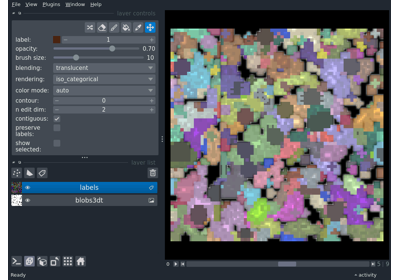 File View Plugins Window Help
layer controls
label: 1
opacity: 0.70
brush size: 10
blending: translucent
rendering: iso_categorical
color mode: auto
contour: 0
n edit dim: 2
contiguous:
preserve
labels:
show
selected:
layer list
labels
blobs3dt
Ready
activity